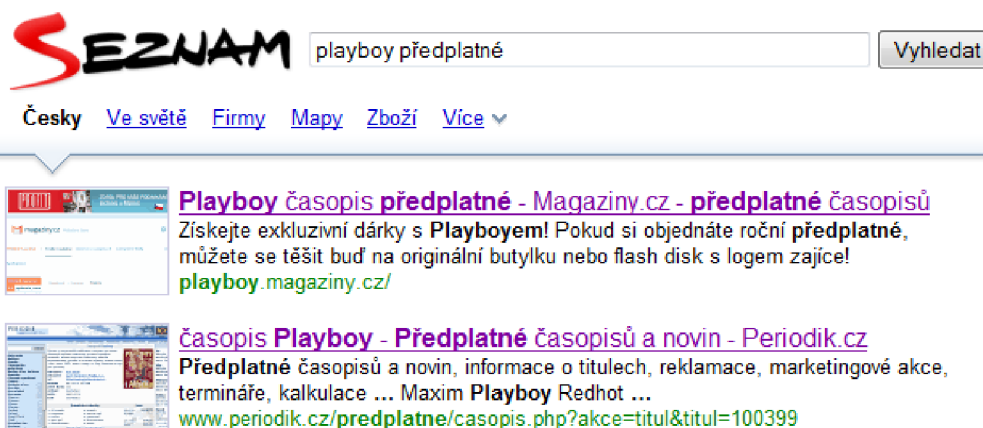 SEZNAM
playboy předplatné
Vyhledat
Česky Ve světě Firmy Mapy Zboží Více
Playboy časopis předplatné - Magaziny.cz - předplatné časopisů
Získejte exkluzivní dárky s Playboyem! Pokud si objednáte roční předplatné,
můžete se těšit buď na originální butylku nebo flash disk s logem zajíce!
playboy.magaziny.cz/
časopis Playboy - Předplatné časopisů a novin - Periodik.cz
Předplatné časopisů a novin, informace o titulech, reklamace, marketingové akce,
termináře, kalkulace ... Maxim Playboy Redhot ...
www.periodik.cz/predplatne/casopis.php?akce=titul&titul=100399